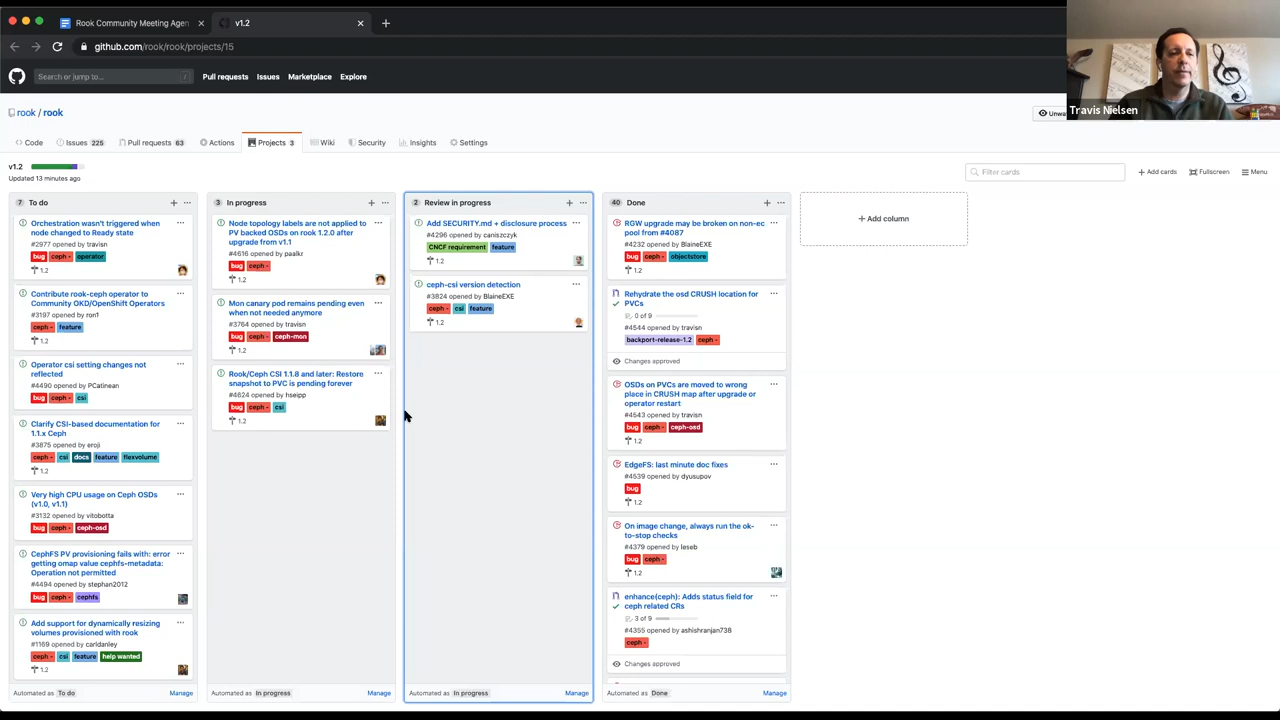 Rook Community Meeting Agen
v1.2
github.com/rook/rook/projects/15
Search or jump to...
Pull requests
Issues
Marketplace
Explore
Travis Nielsen
rook / rook
Unwa
Code
Issues 225
Pull requests 63
Actions
Projects 3
Wiki
Security
Insights
Settings
v1.2
Updated 13 minutes ago
Filter cards
+ Add cards
Fullscreen
Menu
7 To do
Orchestration wasn't triggered when
node changed to Ready state
#2977 opened by travisn
bug ceph operator
1.2
Contribute rook-ceph operator to
Community OKD/OpenShift Operators
#3197 opened by ron1
ceph feature
1.2
Operator csi setting changes not
reflected
#4490 opened by PCatinean
bug ceph csi
Clarify CSI-based documentation for
1.1.x Ceph
#3875 opened by eroji
ceph csi docs feature flexvolume
1.2
Very high CPU usage on Ceph OSDs
(v1.0, v1.1)
#3132 opened by vitobotta
bug ceph ceph-osd
CephFS PV provisioning fails with: error
getting omap value cephfs-metadata:
Operation not permitted
#4494 opened by stephan2012
bug ceph cephfs
Add support for dynamically resizing
volumes provisioned with rook
#1169 opened by carldanley
ceph csi feature help wanted
1.2
Automated as To do
Manage
3 In progress
Node topology labels are not applied to
PV backed OSDs on rook 1.2.0 after
upgrade from v1.1
#4616 opened by paalkr
bug ceph
1.2
Mon canary pod remains pending even
when not needed anymore
#3764 opened by travisn
bug ceph ceph-mon
1.2
Rook/Ceph CSI 1.1.8 and later: Restore
snapshot to PVC is pending forever
#4624 opened by hseipp
bug ceph csi
1.2
Automated as In progress
Manage
2 Review in progress
Add SECURITY.md + disclosure process
#4296 opened by caniszczyk
CNCF requirement feature
1.2
ceph-csi version detection
#3824 opened by BlaineEXE
ceph csi feature
1.2
Automated as In progress
Manage
40 Done
RGW upgrade may be broken on non-ec
pool from #4087
#4232 opened by BlaineEXE
bug ceph objectstore
1.2
Rehydrate the osd CRUSH location for
PVCs
0 of 9
#4544 opened by travisn
backport-release-1.2 ceph
Changes approved
OSDs on PVCs are moved to wrong
place in CRUSH map after upgrade or
operator restart
#4543 opened by travisn
bug ceph ceph-osd
1.2
EdgeFS: last minute doc fixes
#4539 opened by dyusupov
bug
1.2
On image change, always run the ok-
to-stop checks
#4379 opened by leseb
bug ceph
1.2
enhance(ceph): Adds status field for
ceph related CRs
3 of 9
#4355 opened by ashishranjan738
ceph
Changes approved
Automated as Done
Manage
+ Add column